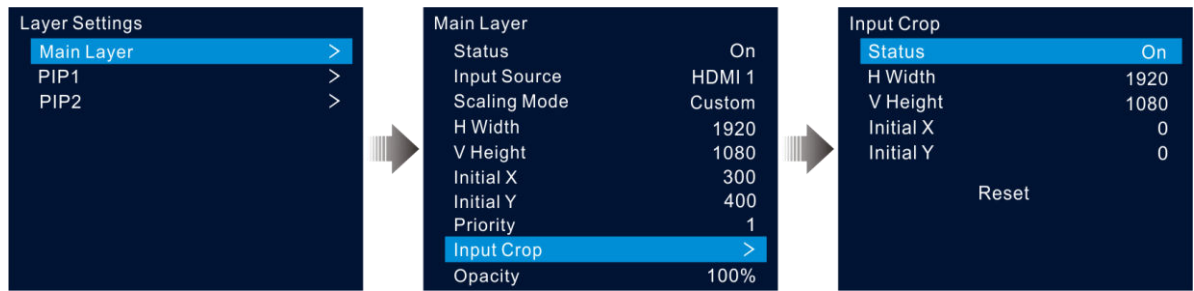 Layer Settings
Main Layer >
PIP1 >
PIP2 >
Main Layer
Status On
Input Source HDMI 1
Scaling Mode Custom
H Width 1920
V Height 1080
Initial X 300
Initial Y 400
Priority 1
Input Crop >
Opacity 100%
Input Crop
Status On
H Width 1920
V Height 1080
Initial X 0
Initial Y 0
Reset